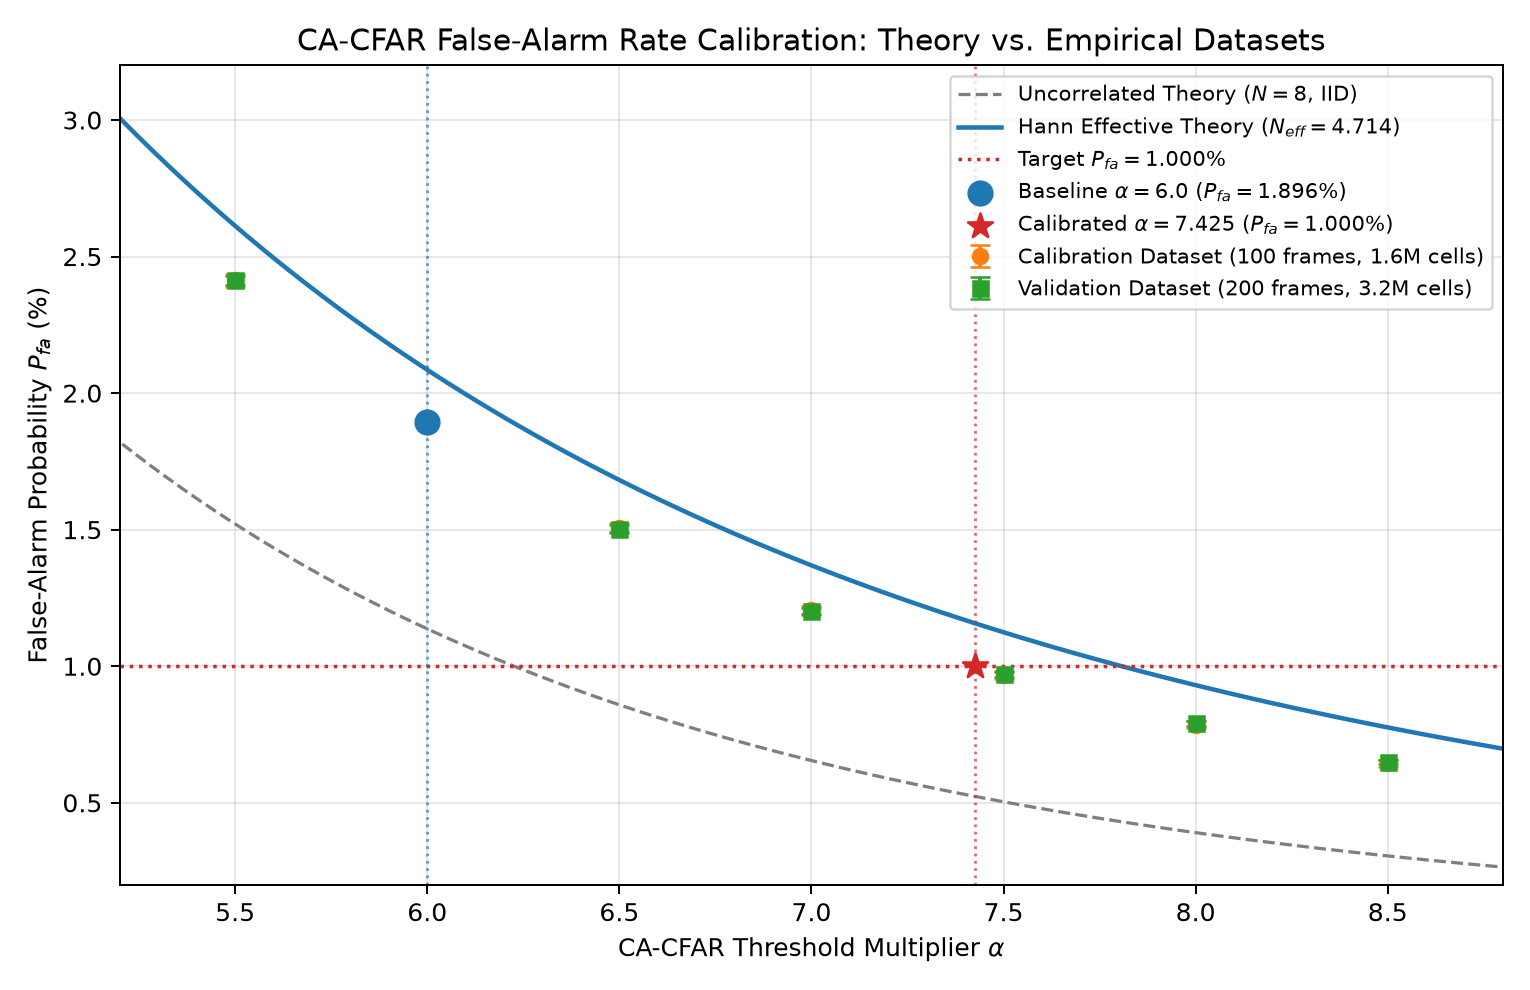 CA-CFAR False-Alarm Rate Calibration: Theory vs. Empirical Datasets
Uncorrelated Theory (N = 8, IID)
Hann Effective Theory (N_eff = 4.714)
Target P_fa = 1.000%
Baseline α = 6.0 (P_fa = 1.896%)
Calibrated α = 7.425 (P_fa = 1.000%)
Calibration Dataset (100 frames, 1.6M cells)
Validation Dataset (200 frames, 3.2M cells)
False-Alarm Probability P_fa (%)
3.0
2.5
2.0
1.5
1.0
0.5
5.5 6.0 6.5 7.0 7.5 8.0 8.5
CA-CFAR Threshold Multiplier α